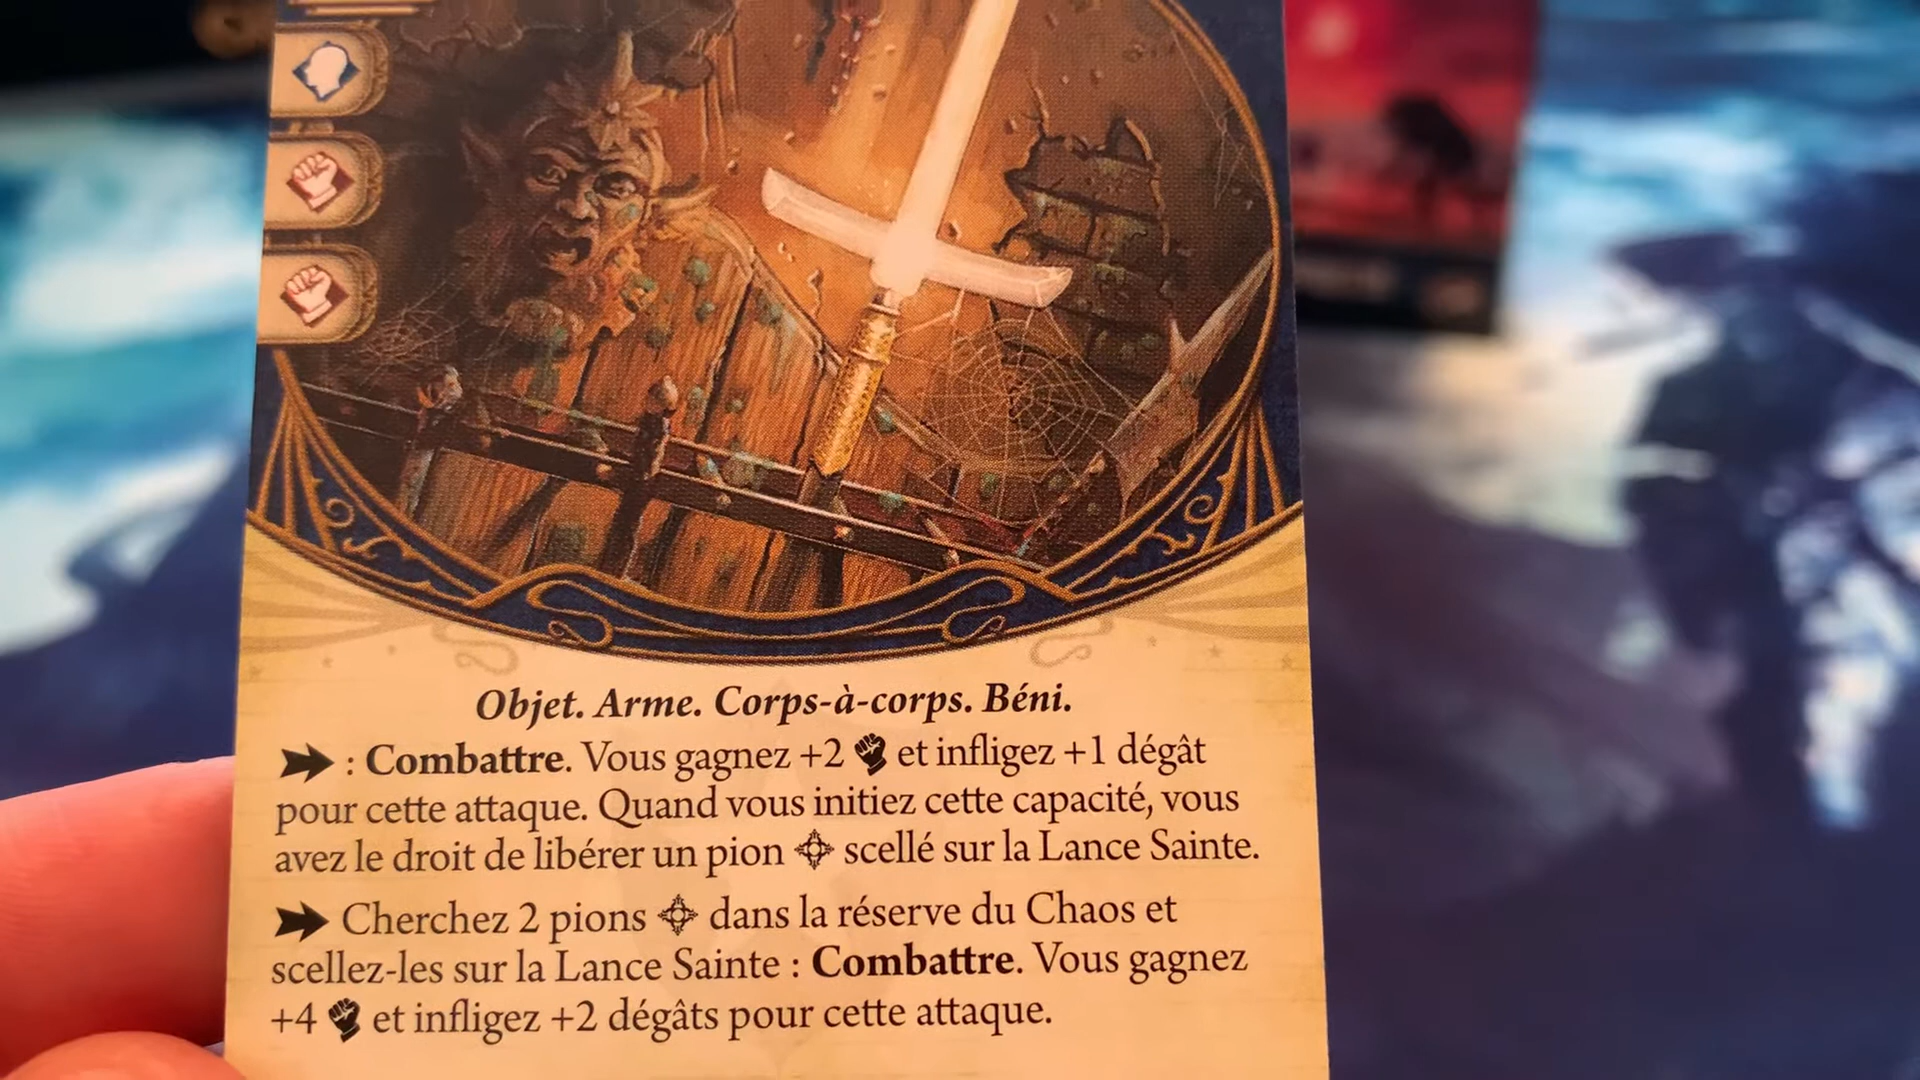 Objet. Arme. Corps-à-corps. Béni.
: Combattre. Vous gagnez +2 et infligez +1 dégât
pour cette attaque. Quand vous initiez cette capacité, vous
avez le droit de libérer un pion scellé sur la Lance Sainte.
Cherchez 2 pions dans la réserve du Chaos et
scellez-les sur la Lance Sainte : Combattre. Vous gagnez
+4 et infligez +2 dégâts pour cette attaque.